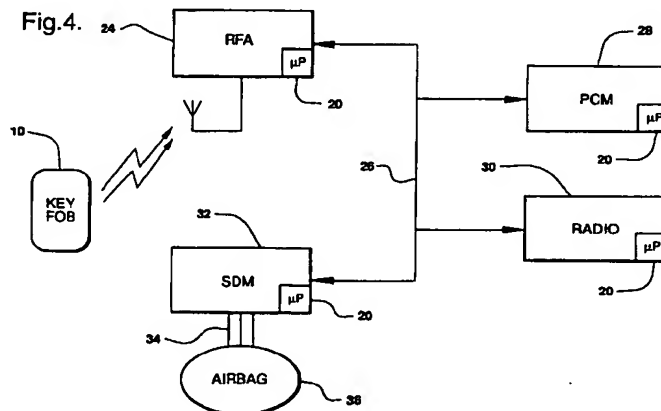 Fig.4.
24
RFA
μP
20
28
PCM
μP
20
10
KEY
FOB
26
30
RADIO
μP
20
32
SDM
μP
20
34
AIRBAG
36